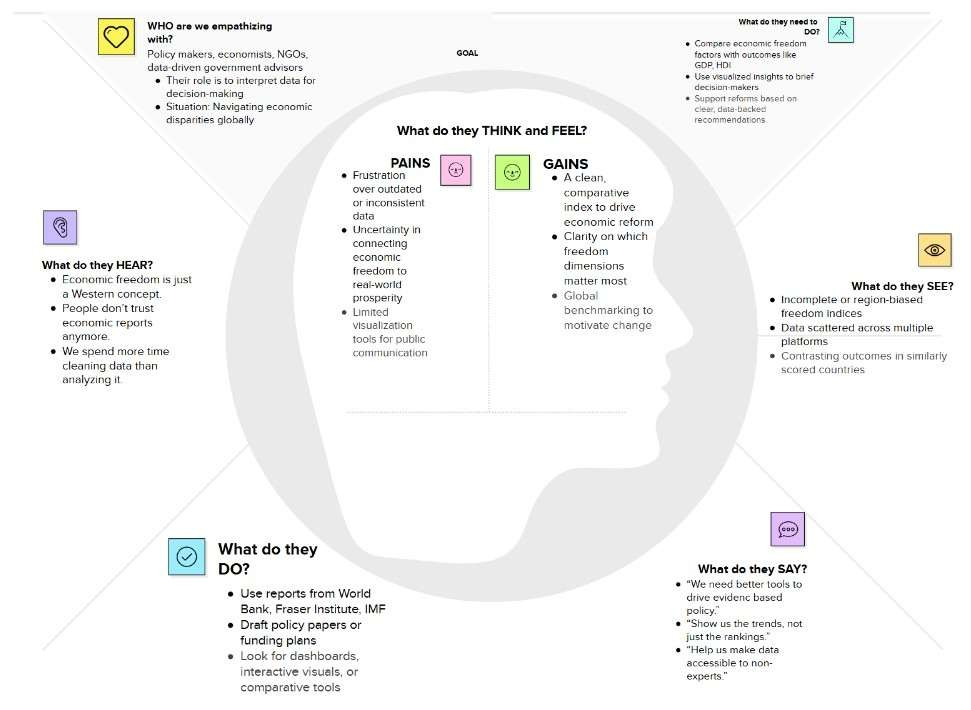 WHO are we empathizing
with?
Policy makers, economists, NGOs,
data-driven government advisors
● Their role is to interpret data for
decision-making
● Situation: Navigating economic
disparities globally
GOAL
What do they need to
DO?
● Compare economic freedom
factors with outcomes like
GDP, HDI
● Use visualized insights to brief
decision-makers
● Support reforms based on
clear, data-backed
recommendations.
What do they THINK and FEEL?
PAINS
● Frustration
over outdated
or inconsistent
data
● Uncertainty in
connecting
economic
freedom to
real-world
prosperity
● Limited
visualization
tools for public
communication
GAINS
● A clean,
comparative
index to drive
economic reform
● Clarity on which
freedom
dimensions
matter most
● Global
benchmarking to
motivate change
What do they HEAR?
● Economic freedom is just
a Western concept.
● People don’t trust
economic reports
anymore.
● We spend more time
cleaning data than
analyzing it.
What do they SEE?
● Incomplete or region-biased
freedom indices
● Data scattered across multiple
platforms
● Contrasting outcomes in similarly
scored countries
What do they
DO?
● Use reports from World
Bank, Fraser Institute, IMF
● Draft policy papers or
funding plans
● Look for dashboards,
interactive visuals, or
comparative tools
What do they SAY?
● “We need better tools to
drive evidenc based
policy.”
● “Show us the trends, not
just the rankings.”
● “Help us make data
accessible to non-
experts.”